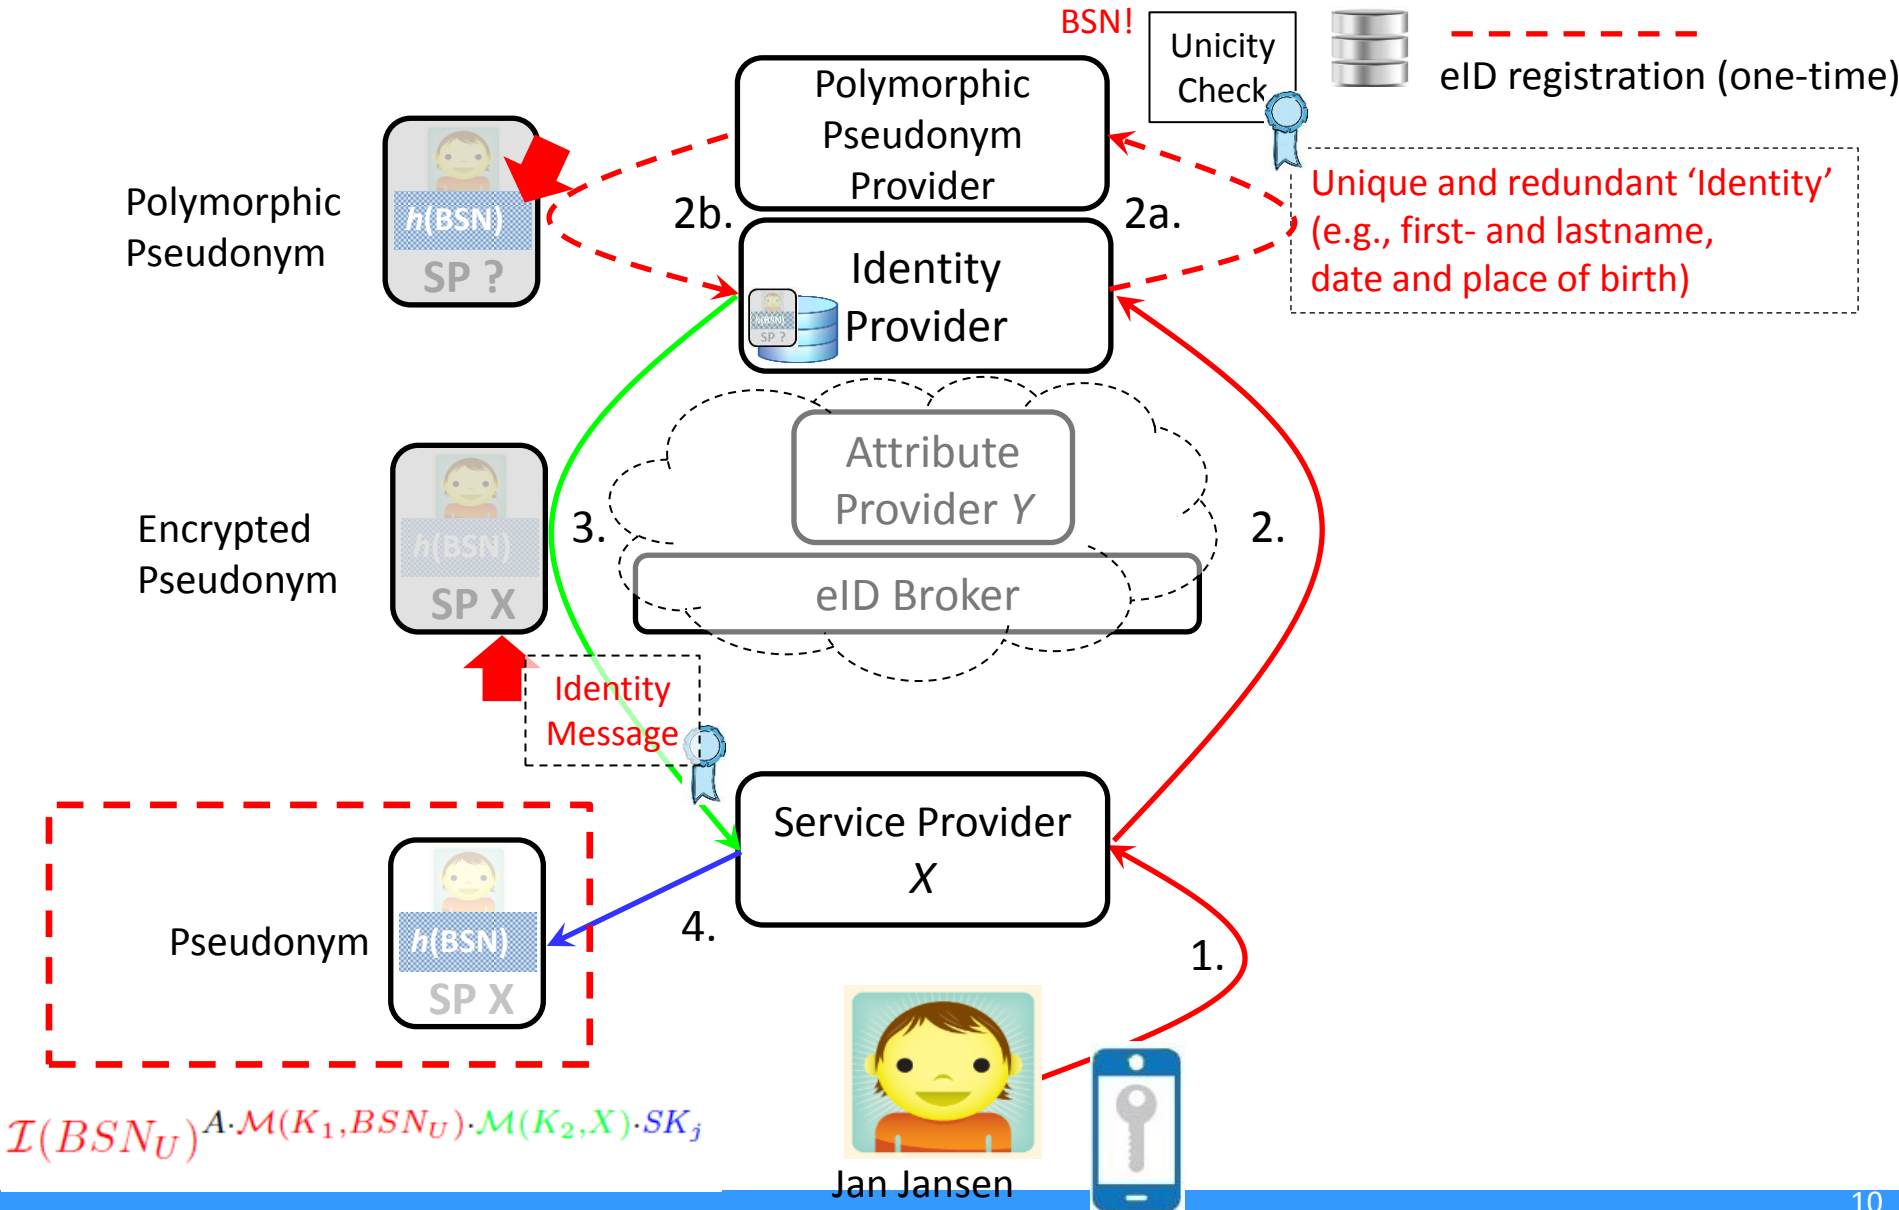 BSN!
Unicity
Check
eID registration (one-time)
Polymorphic
Pseudonym
Provider
Polymorphic
Pseudonym
h(BSN)
SP ?
2b.
2a.
Unique and redundant ‘Identity’
(e.g., first- and lastname,
date and place of birth)
Identity
Provider
h(BSN)
SP ?
Attribute
Provider Y
Encrypted
Pseudonym
h(BSN)
SP X
3.
2.
eID Broker
Identity
Message
Service Provider
X
Pseudonym
h(BSN)
SP X
4.
1.
I(BSN_U)^{A·M(K_1,BSN_U)·M(K_2,X)·SK_j}
Jan Jansen
10